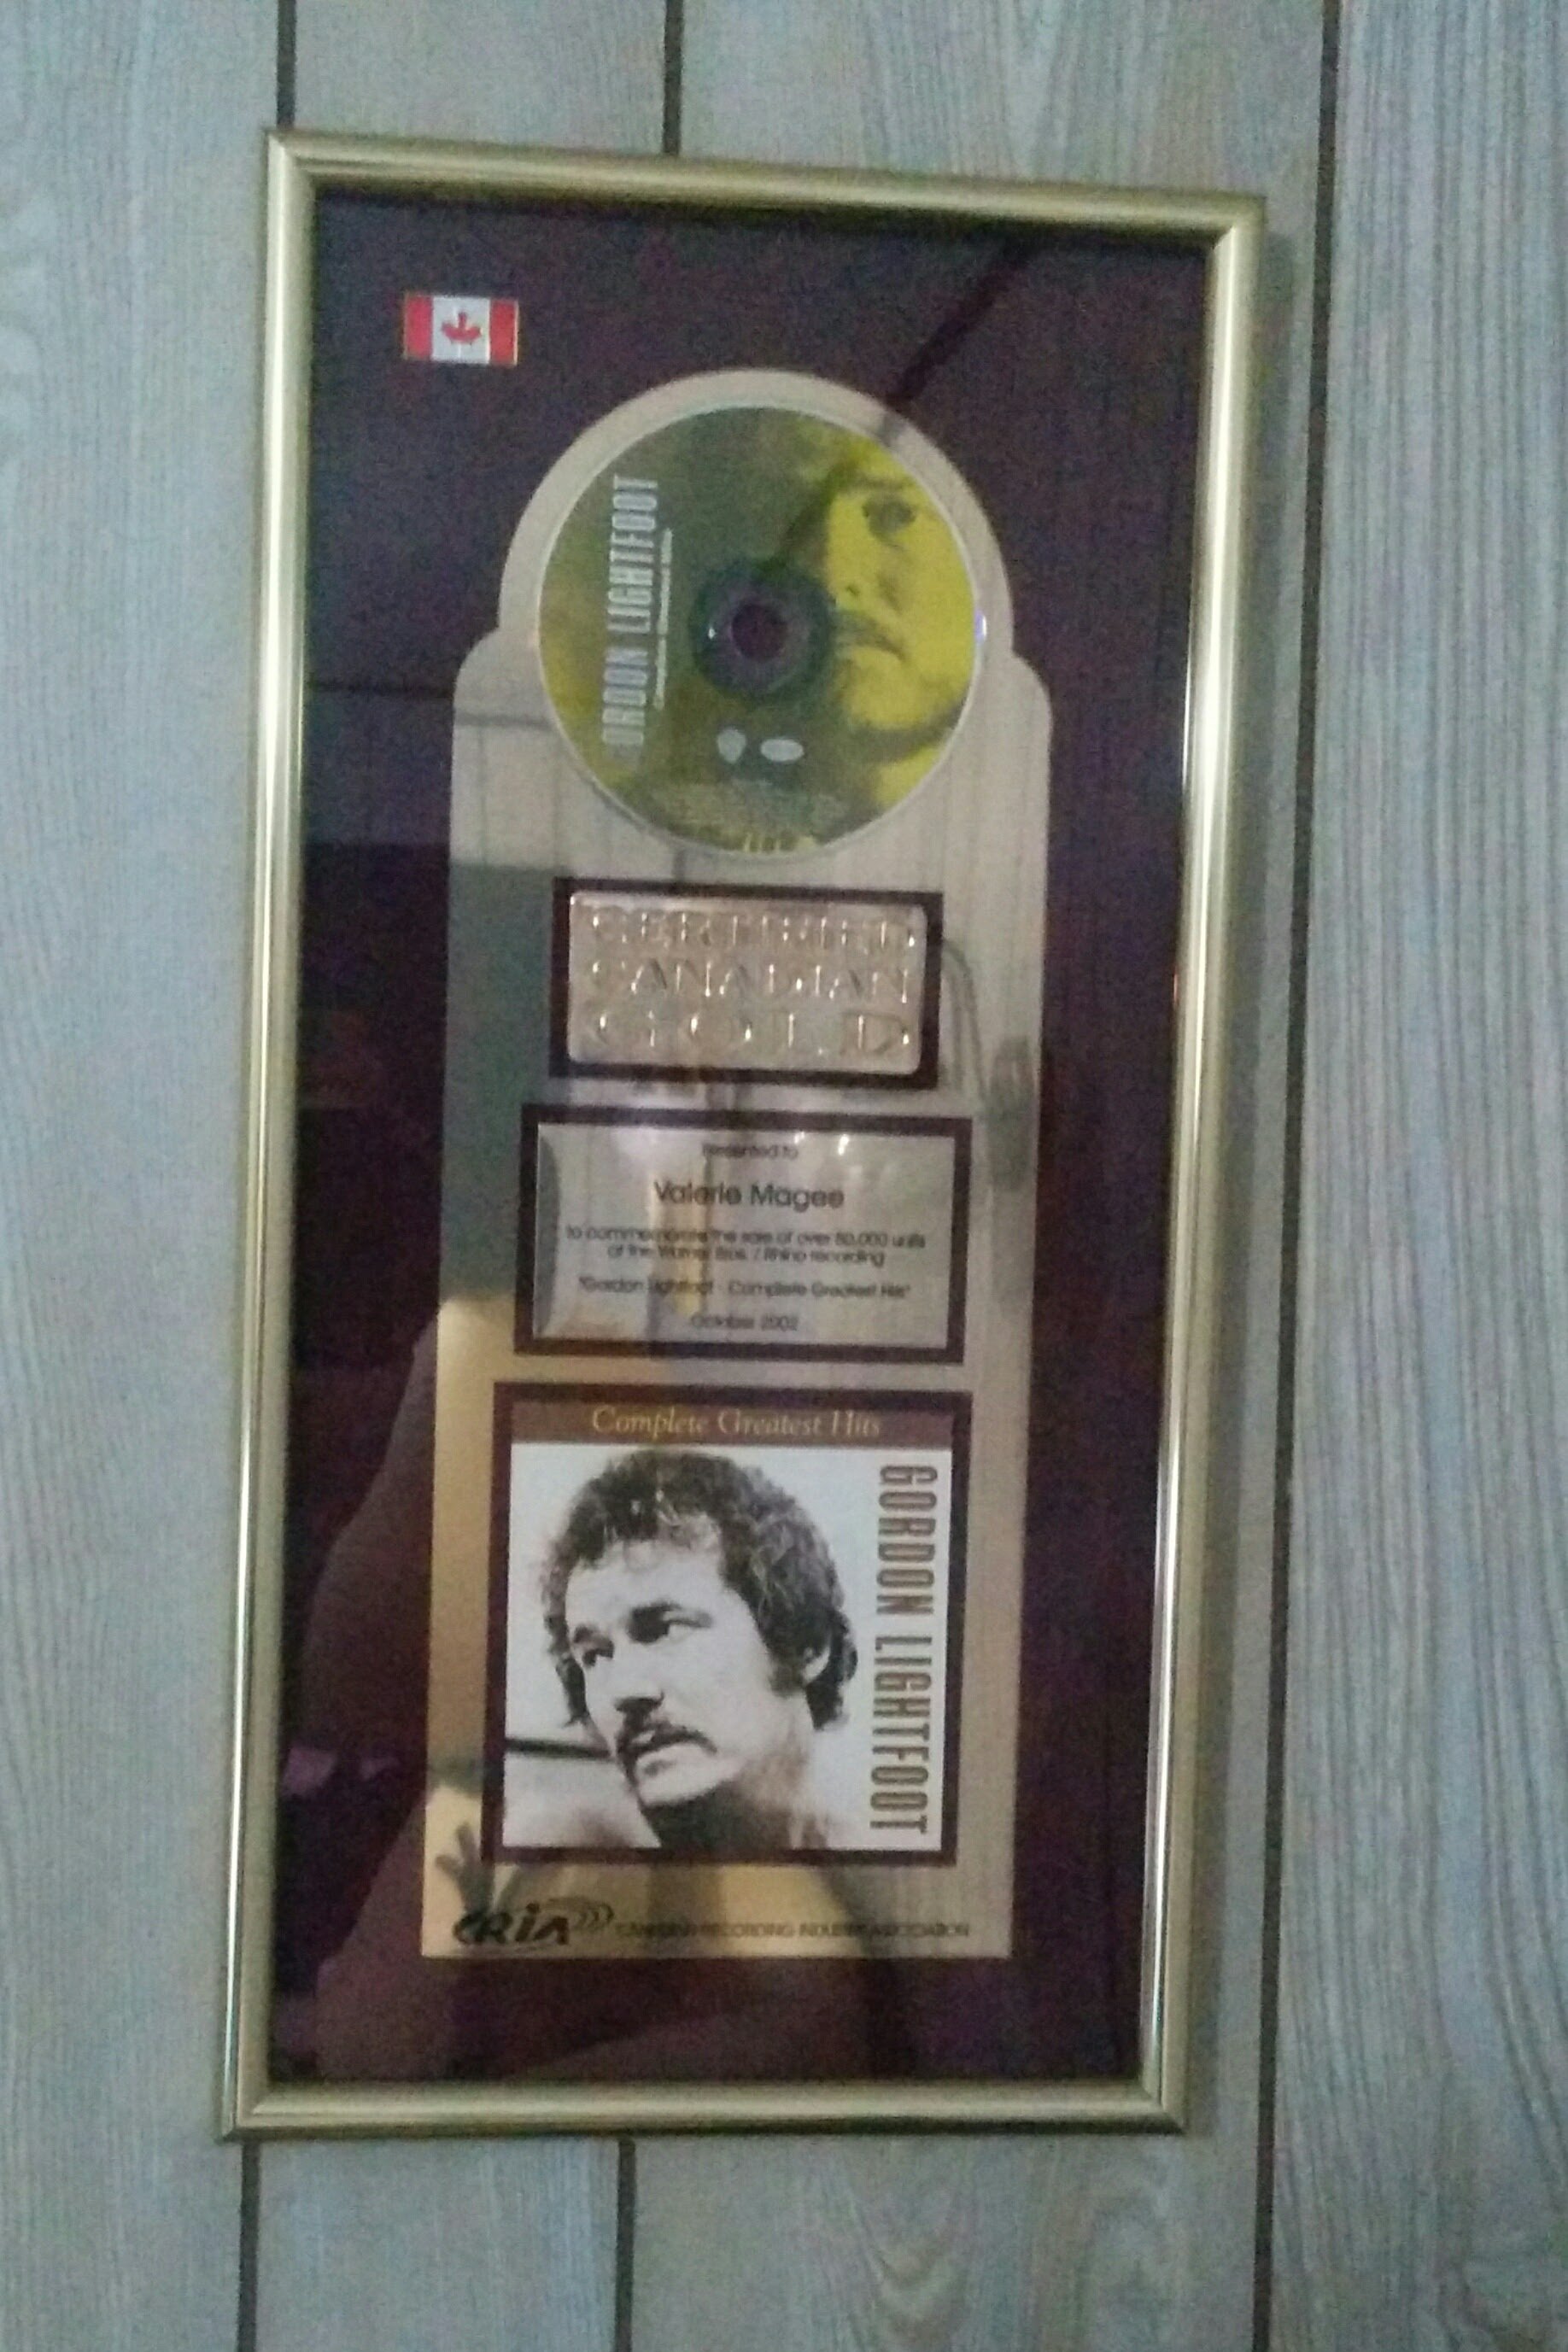 GORDON LIGHTFOOT
CERTIFIED
CANADIAN
GOLD
Presented to
Valerie Magee
to commemorate the sale of over 50,000 units
of the Warner Bros. / Rhino recording
"Gordon Lightfoot - Complete Greatest Hits"
October 2002
Complete Greatest Hits
GORDON LIGHTFOOT
CRIA CANADIAN RECORDING INDUSTRY ASSOCIATION